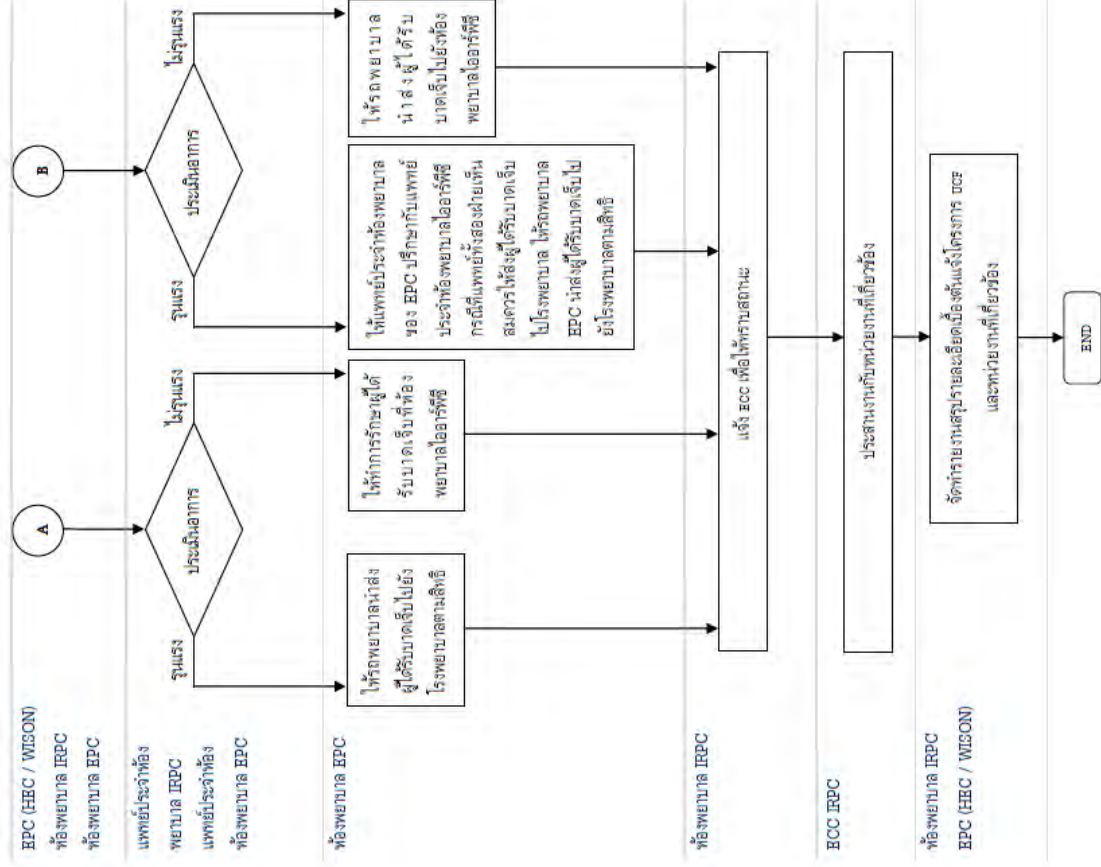 EPC (HEC / WISON)
ห้องพยาบาล IRPC
ห้องพยาบาล EPC
A
B
แพทย์ประจำห้อง
พยาบาล IRPC
แพทย์ประจำห้อง
พยาบาล EPC
รุนแรง
ประเมินอาการ
ไม่รุนแรง
รุนแรง
ประเมินอาการ
ไม่รุนแรง
ห้องพยาบาล EPC
ให้รถพยาบาลนำส่ง
ผู้ได้รับบาดเจ็บไปยัง
โรงพยาบาลตามสิทธิ
ให้ทำการรักษาผู้ได้
รับบาดเจ็บที่ห้อง
พยาบาลไออาร์พีซี
ให้แพทย์ประจำห้องพยาบาล
ของ EPC ปรึกษากับแพทย์
ประจำห้องพยาบาลไออาร์พีซี
กรณีที่แพทย์ทั้งสองฝ่ายเห็น
สมควรให้ส่งผู้ได้รับบาดเจ็บ
ไปโรงพยาบาล ให้รถพยาบาล
EPC นำส่งผู้ได้รับบาดเจ็บไป
ยังโรงพยาบาลตามสิทธิ
ให้รถพยาบาล
นำส่งผู้ได้รับ
บาดเจ็บไปยังห้อง
พยาบาลไออาร์พีซี
ห้องพยาบาล IRPC
แจ้ง ECC เพื่อให้ทราบสถานะ
ECC IRPC
ประสานงานกับหน่วยงานที่เกี่ยวข้อง
ห้องพยาบาล IRPC
EPC (HEC / WISON)
จัดทำรายงานสรุปรายละเอียดเบื้องต้นแจ้งโครงการ UCF
และหน่วยงานที่เกี่ยวข้อง
END